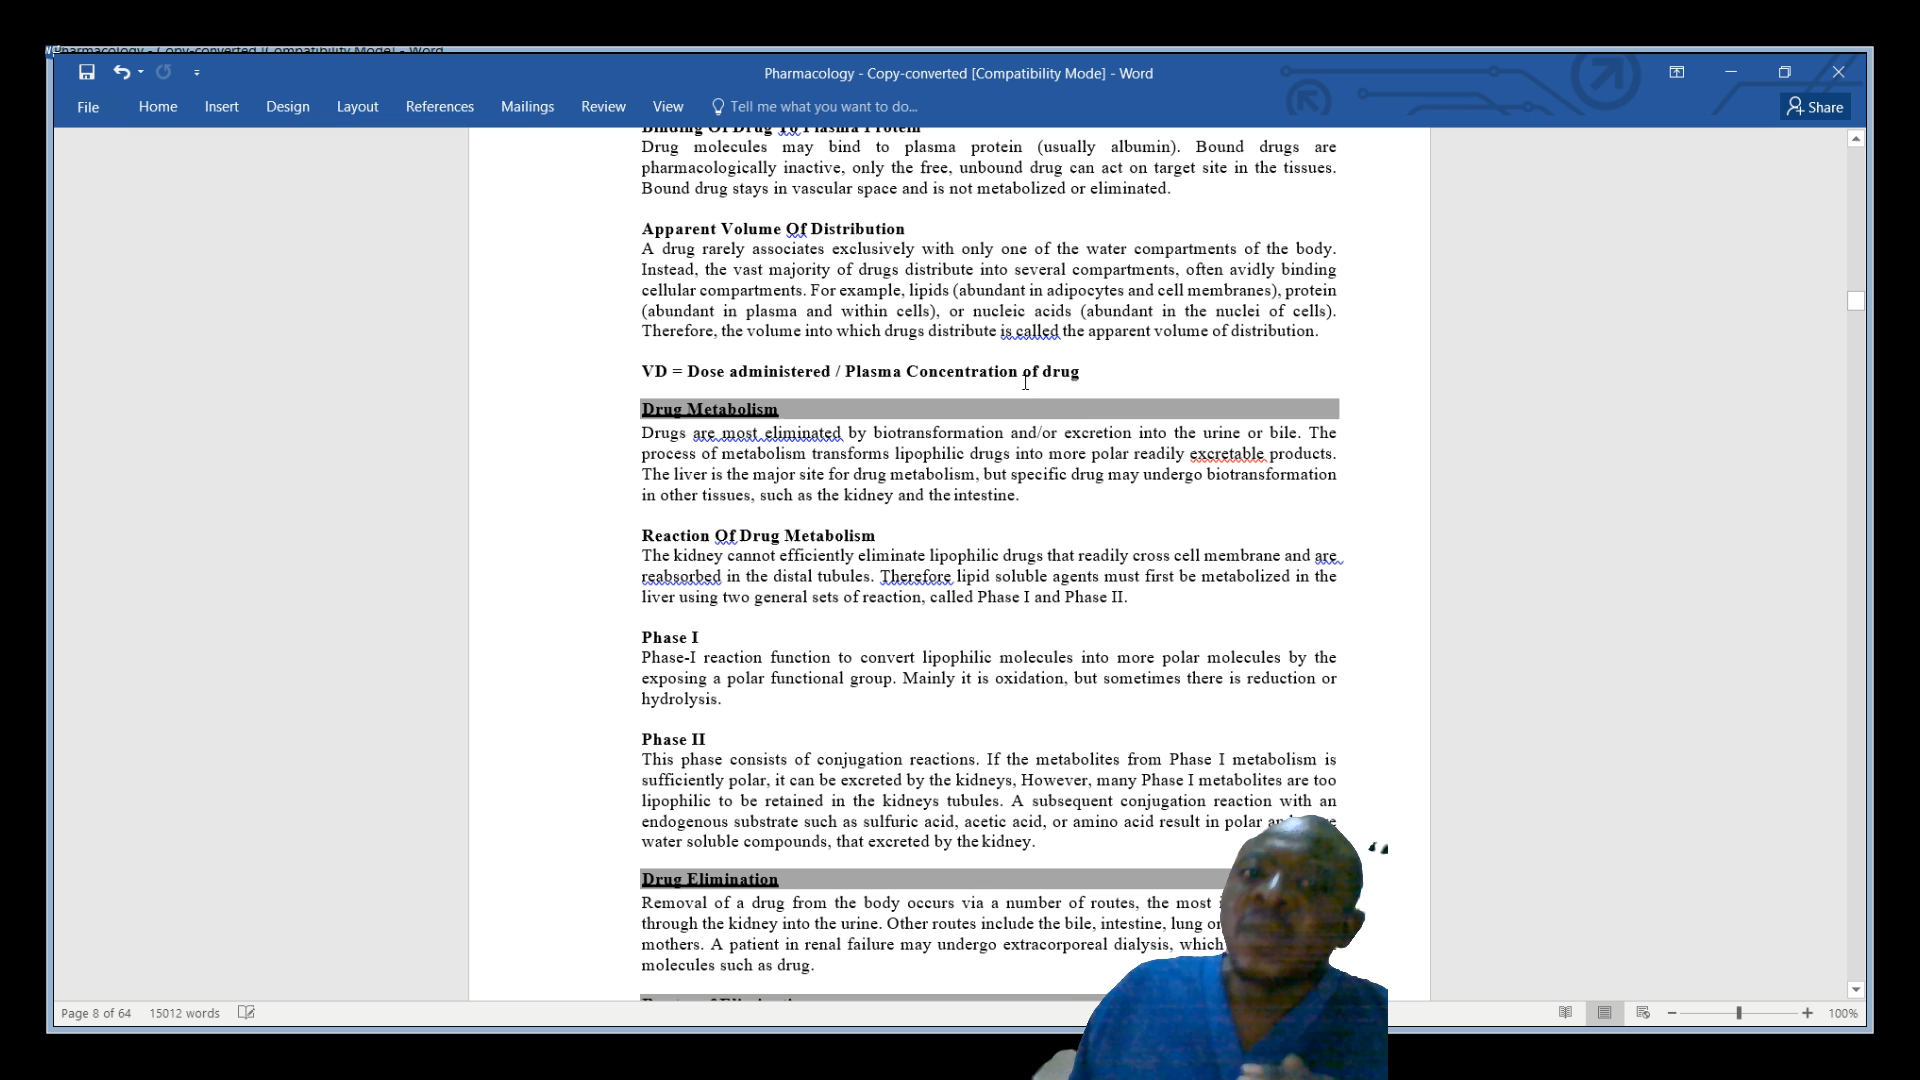 Pharmacology - Copy-converted [Compatibility Mode] - Word
Pharmacology - Copy-converted [Compatibility Mode] - Word
File Home Insert Design Layout References Mailings Review View Tell me what you want to do... Share
Binding Of Drug To Plasma Protein
Drug molecules may bind to plasma protein (usually albumin). Bound drugs are
pharmacologically inactive, only the free, unbound drug can act on target site in the tissues.
Bound drug stays in vascular space and is not metabolized or eliminated.
Apparent Volume Of Distribution
A drug rarely associates exclusively with only one of the water compartments of the body.
Instead, the vast majority of drugs distribute into several compartments, often avidly binding
cellular compartments. For example, lipids (abundant in adipocytes and cell membranes), protein
(abundant in plasma and within cells), or nucleic acids (abundant in the nuclei of cells).
Therefore, the volume into which drugs distribute is called the apparent volume of distribution.
VD = Dose administered / Plasma Concentration of drug
Drug Metabolism
Drugs are most eliminated by biotransformation and/or excretion into the urine or bile. The
process of metabolism transforms lipophilic drugs into more polar readily excretable products.
The liver is the major site for drug metabolism, but specific drug may undergo biotransformation
in other tissues, such as the kidney and the intestine.
Reaction Of Drug Metabolism
The kidney cannot efficiently eliminate lipophilic drugs that readily cross cell membrane and are
reabsorbed in the distal tubules. Therefore lipid soluble agents must first be metabolized in the
liver using two general sets of reaction, called Phase I and Phase II.
Phase I
Phase-I reaction function to convert lipophilic molecules into more polar molecules by the
exposing a polar functional group. Mainly it is oxidation, but sometimes there is reduction or
hydrolysis.
Phase II
This phase consists of conjugation reactions. If the metabolites from Phase I metabolism is
sufficiently polar, it can be excreted by the kidneys, However, many Phase I metabolites are too
lipophilic to be retained in the kidneys tubules. A subsequent conjugation reaction with an
endogenous substrate such as sulfuric acid, acetic acid, or amino acid result in polar
water soluble compounds, that excreted by the kidney.
Drug Elimination
Removal of a drug from the body occurs via a number of routes, the most
through the kidney into the urine. Other routes include the bile, intestine, lung
mothers. A patient in renal failure may undergo extracorporeal dialysis, which
molecules such as drug.
Page 8 of 64 15012 words 100%